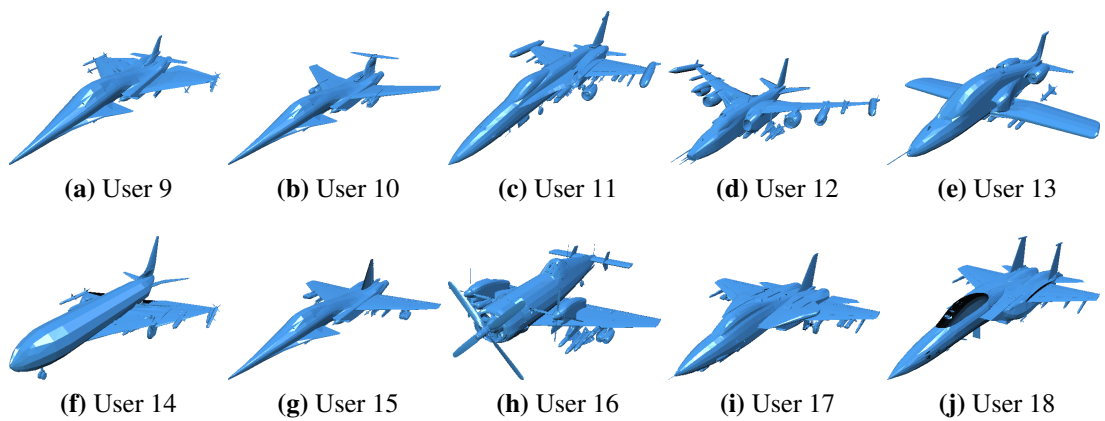 (a) User 9 (b) User 10 (c) User 11 (d) User 12 (e) User 13
(f) User 14 (g) User 15 (h) User 16 (i) User 17 (j) User 18